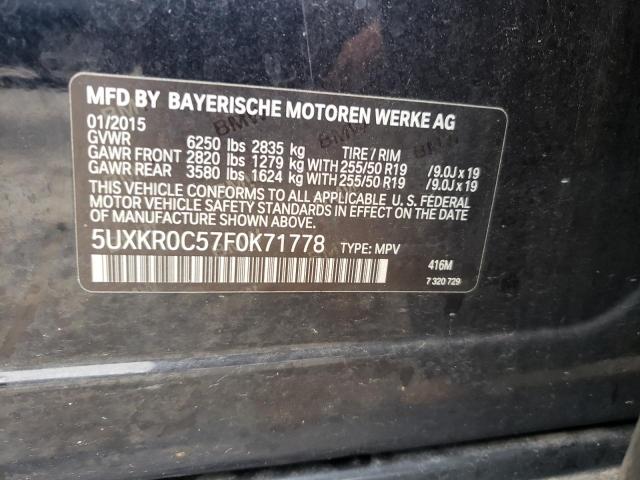 MFD BY BAYERISCHE MOTOREN WERKE AG
01/2015
GVWR 6250 lbs 2835 kg TIRE / RIM
GAWR FRONT 2820 lbs 1279 kg WITH 255/50 R19 /9.0J x 19
GAWR REAR 3580 lbs 1624 kg WITH 255/50 R19 /9.0J x 19
THIS VEHICLE CONFORMS TO ALL APPLICABLE U. S. FEDERAL
MOTOR VEHICLE SAFETY STANDARDS IN EFFECT ON THE DATE
OF MANUFACTURE SHOWN ABOVE.
5UXKR0C57F0K71778 TYPE: MPV
416M
7 320 729